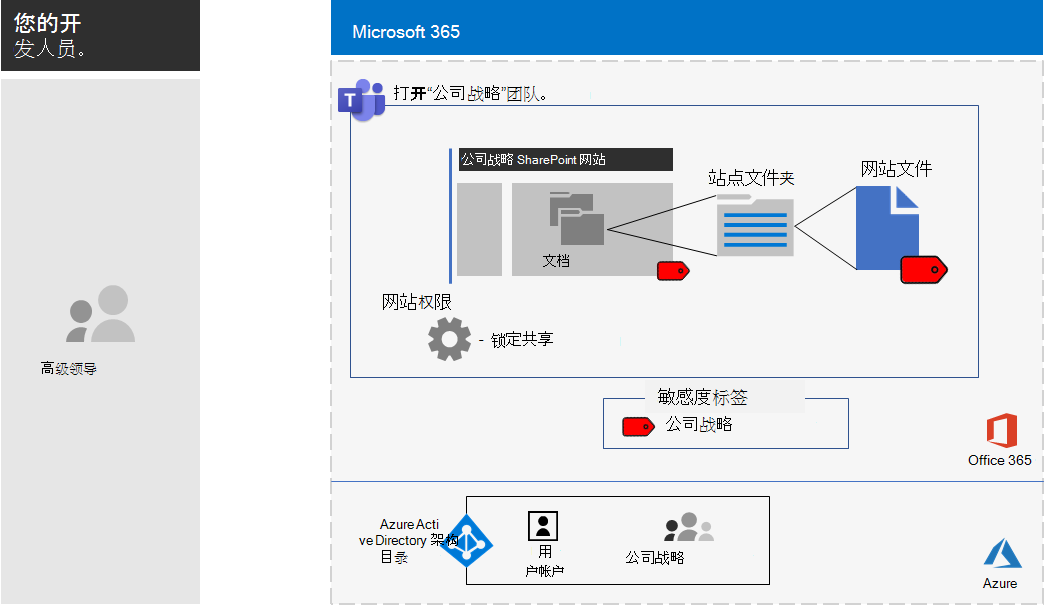 您的开
发人员。
Microsoft 365
T
打开“公司战略”团队。
公司战略 SharePoint 网站
文档
站点文件夹
网站文件
网站权限
- 锁定共享
高级领导
敏感度标签
公司战略
Office 365
Azure Acti
ve Directory 架构
目录
用
户帐户
公司战略
Azure